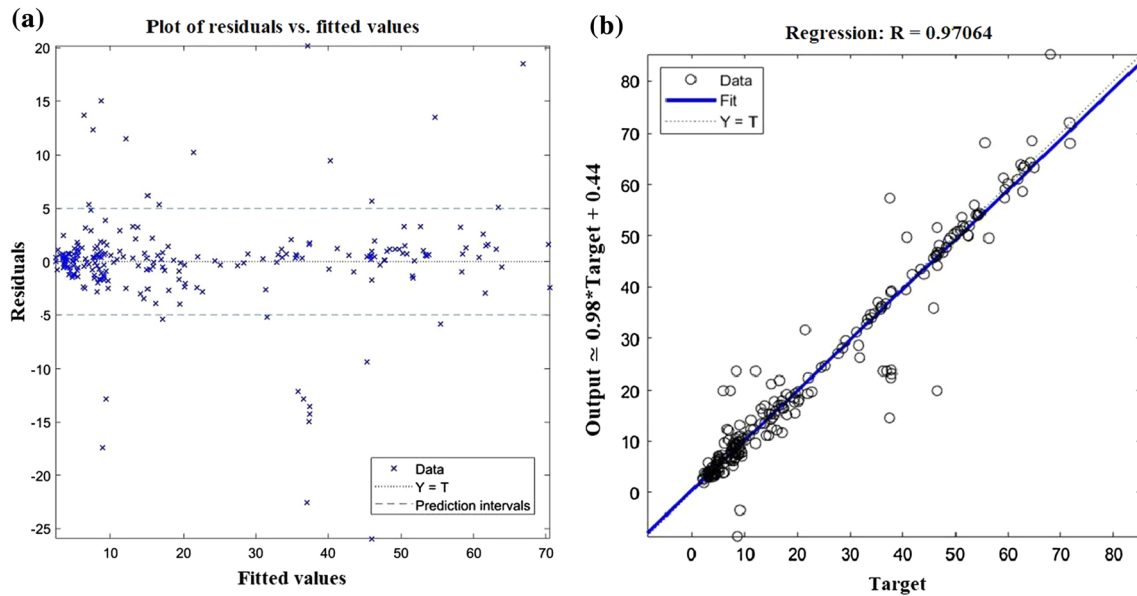 (a)
Plot of residuals vs. fitted values
20
15
10
5
0
-5
-10
-15
-20
-25
Residuals
Data
Y = T
Prediction intervals
10 20 30 40 50 60 70
Fitted values
(b)
Regression: R = 0.97064
Data
Fit
Y = T
80
70
60
50
40
30
20
10
0
Output ≃ 0.98*Target + 0.44
0 10 20 30 40 50 60 70 80
Target